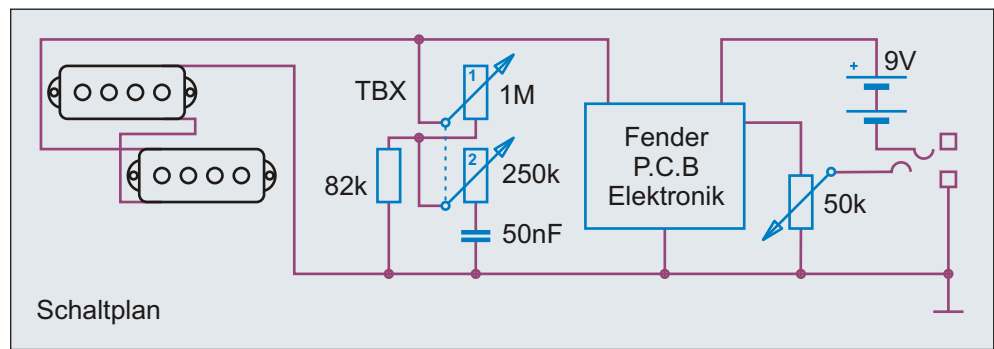 9V
+
TBX
1
1M
Fender
P.C.B
Elektronik
82k
2
250k
50k
50nF
Schaltplan